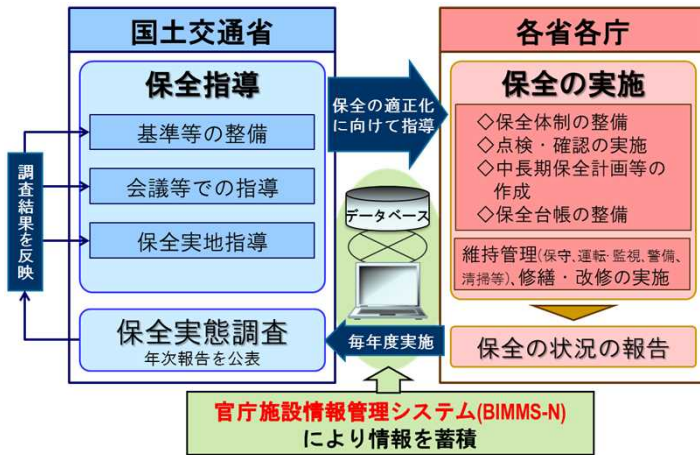 国土交通省
保全指導
基準等の整備
会議等での指導
保全実地指導
調査結果を反映
保全実態調査
年次報告を公表
保全の適正化
に向けて指導
データベース
毎年度実施
各省各庁
保全の実施
◇保全体制の整備
◇点検・確認の実施
◇中長期保全計画等の
作成
◇保全台帳の整備
維持管理(保守、運転・監視、警備、
清掃等)、修繕・改修の実施
保全の状況の報告
官庁施設情報管理システム(BIMMS-N)
により情報を蓄積